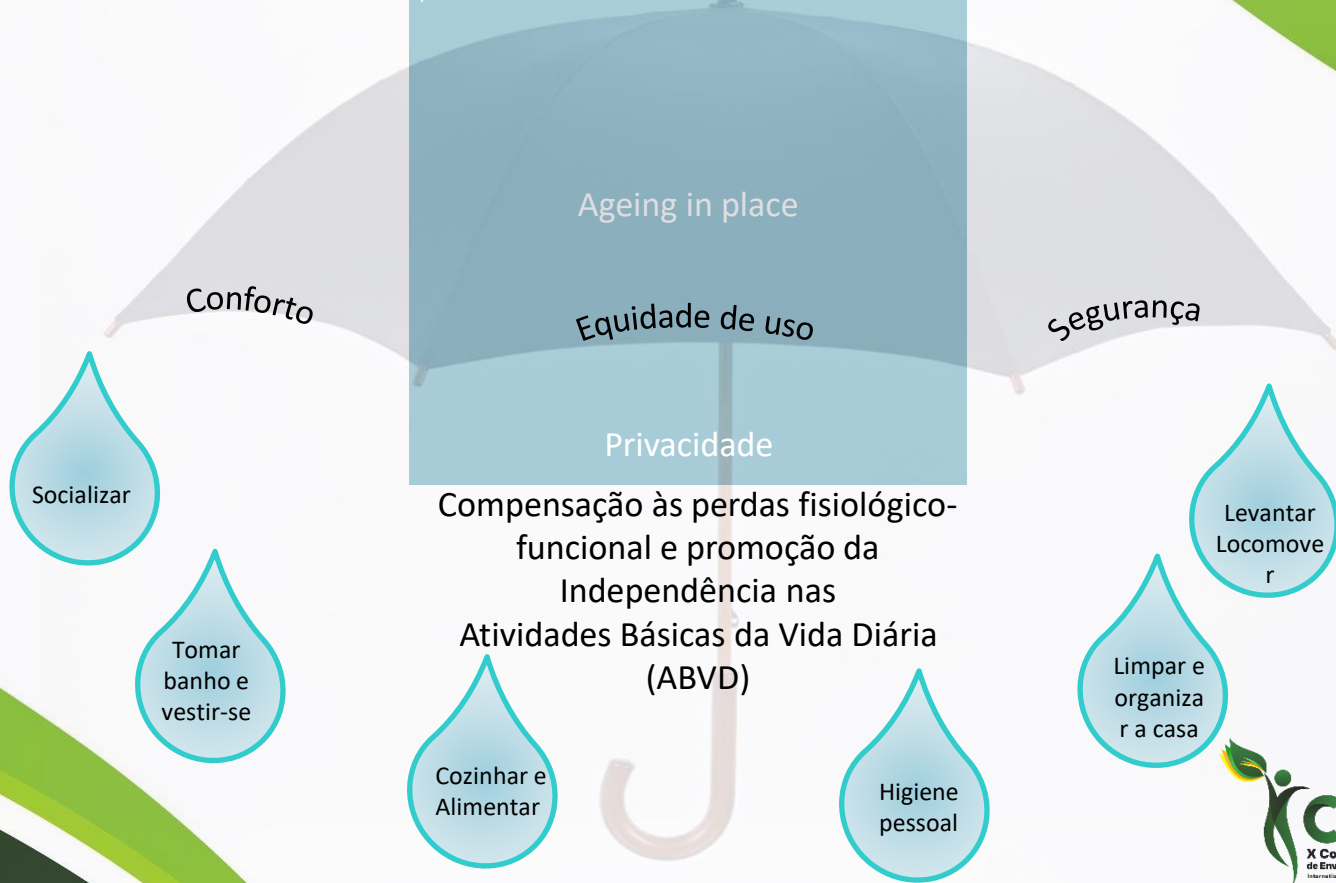 Ageing in place
Conforto
Equidade de uso
Segurança
Privacidade
Socializar
Levantar
Locomove
r
Compensação às perdas fisiológico-
funcional e promoção da
Independência nas
Atividades Básicas da Vida Diária
(ABVD)
Tomar
banho e
vestir-se
Limpar e
organiza
r a casa
Cozinhar e
Alimentar
Higiene
pessoal
X Co
de Env
Internatio